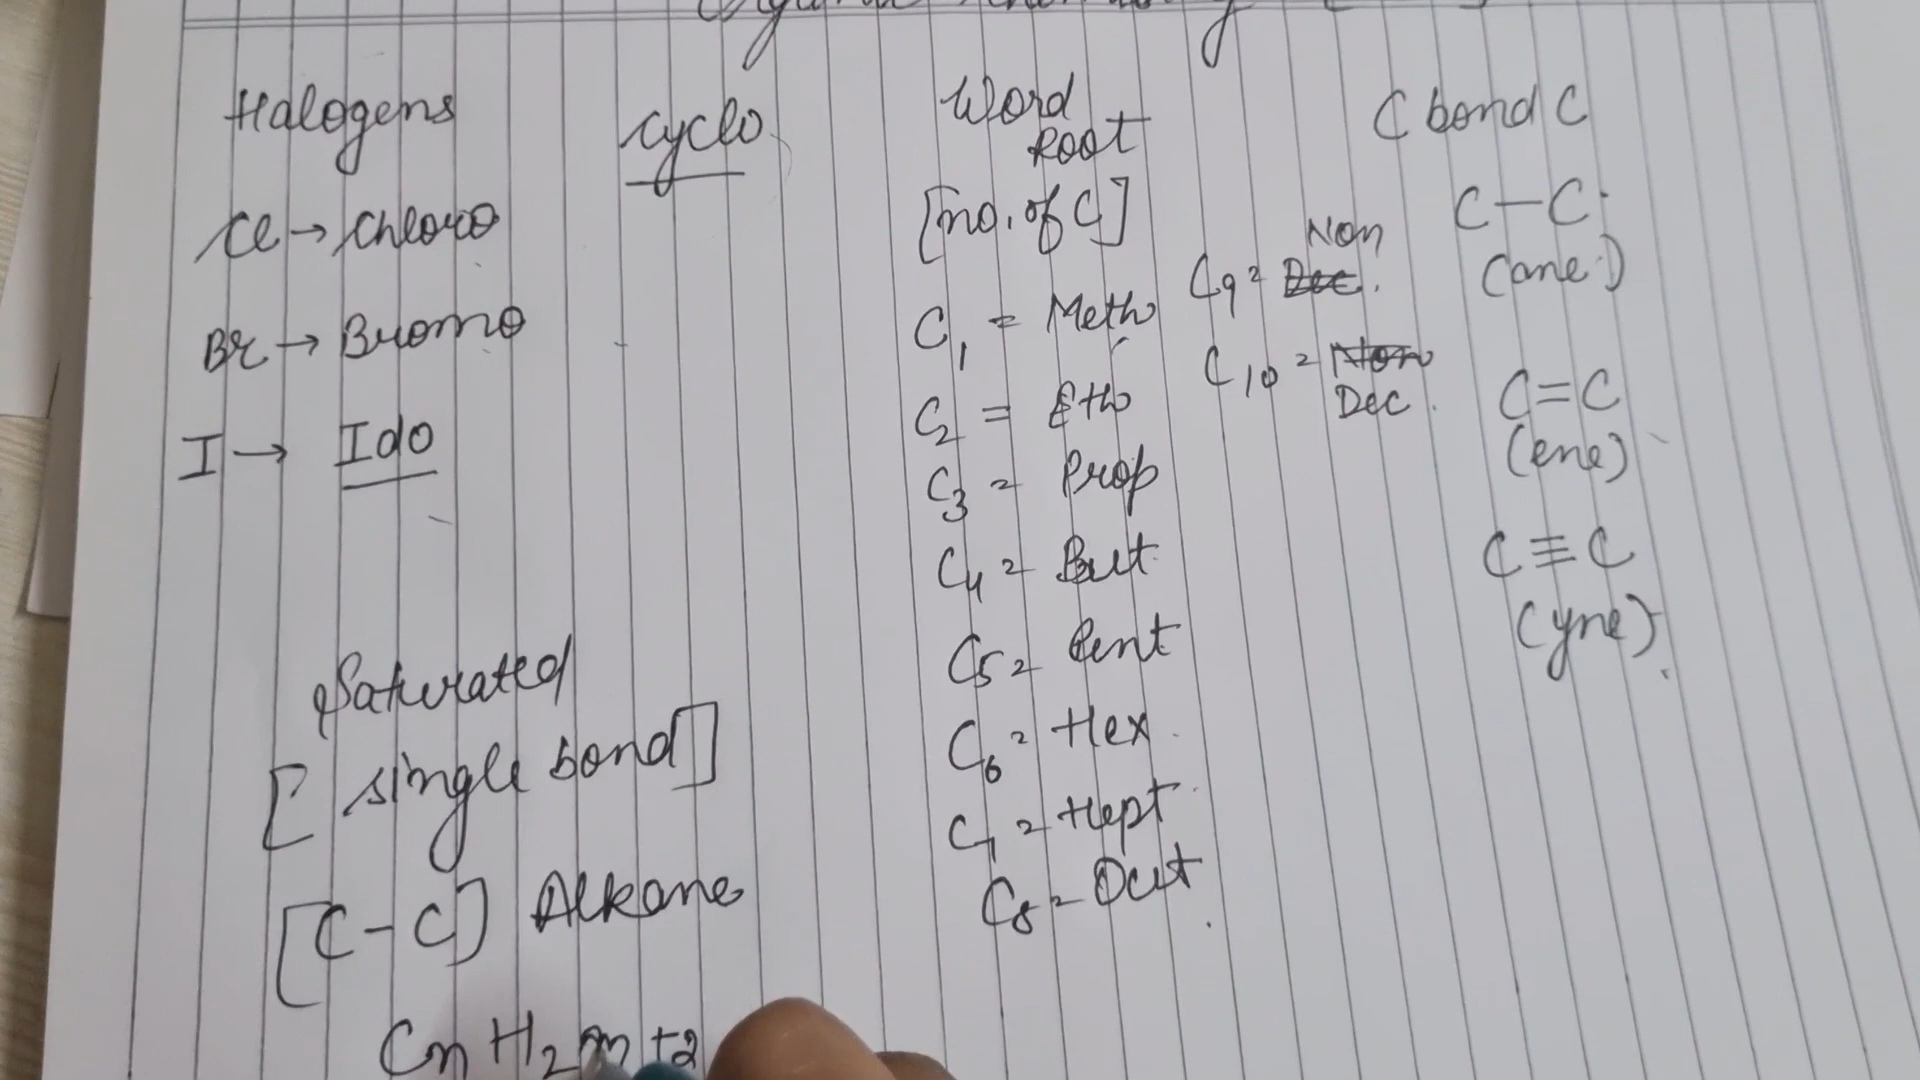 Halogens
Cl → Chloro
Br → Bromo
I → Ido
Cyclo
Word
Root
[no. of C]
C1 = Meth
C2 = Eth
C3 = Prop
C4 = But
C5 = Pent
C6 = Hex
C7 = Hept
C8 = Oct
Non
C9 = Dec.
C10 = Non
Dec
C bond C
C—C
(ane)
C=C
(ene)
C≡C
(yne)
Saturated
[single bond]
[C-C] Alkane
CnH2n+2